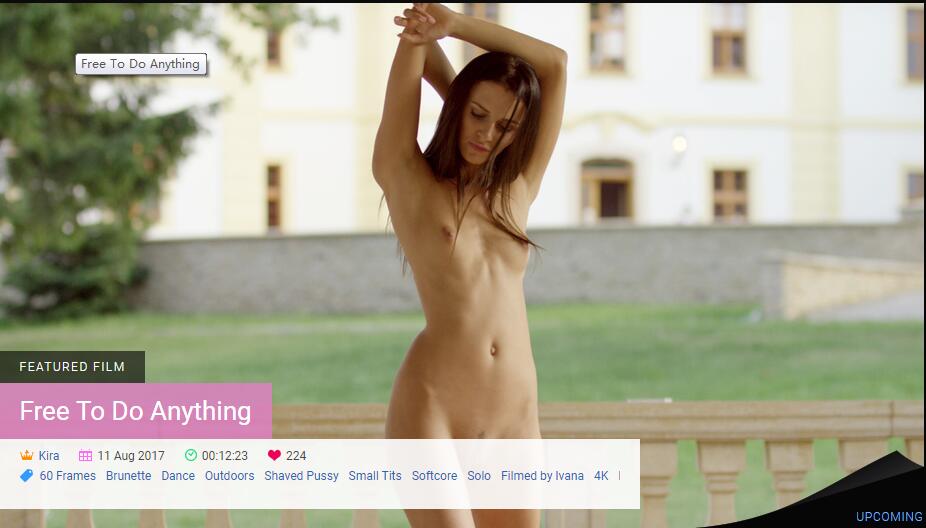 Free To Do Anything
FEATURED FILM
Free To Do Anything
Kira 11 Aug 2017 00:12:23 224
60 Frames Brunette Dance Outdoors Shaved Pussy Small Tits Softcore Solo Filmed by Ivana 4K
UPCOMING